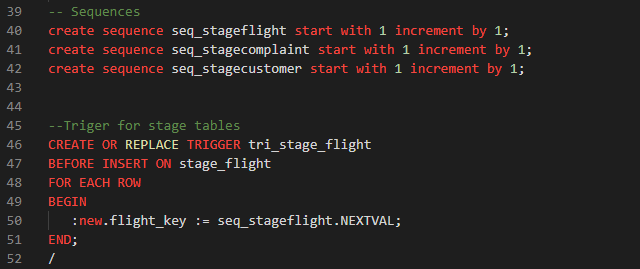 39 -- Sequences
40 create sequence seq_stageflight start with 1 increment by 1;
41 create sequence seq_stagecomplaint start with 1 increment by 1;
42 create sequence seq_stagecustomer start with 1 increment by 1;
43
44
45 --Triger for stage tables
46 CREATE OR REPLACE TRIGGER tri_stage_flight
47 BEFORE INSERT ON stage_flight
48 FOR EACH ROW
49 BEGIN
50 :new.flight_key := seq_stageflight.NEXTVAL;
51 END;
52 /